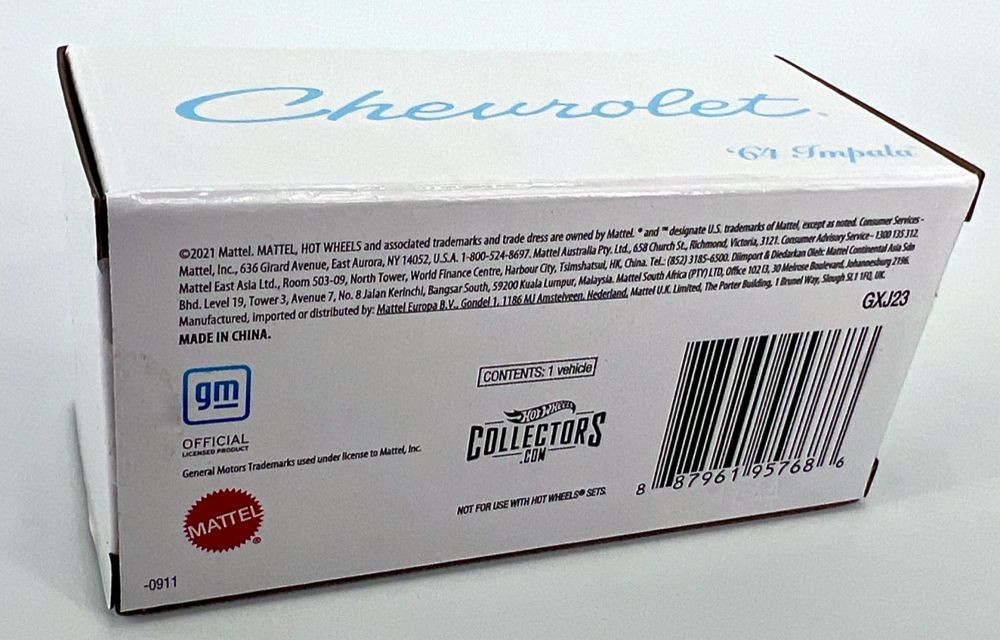 Chevrolet
'64 Impala
©2021 Mattel. MATTEL, HOT WHEELS and associated trademarks and trade dress are owned by Mattel. ® and ™ designate U.S. trademarks of Mattel, except as noted. Consumer Services -
Mattel, Inc., 636 Girard Avenue, East Aurora, NY 14052, U.S.A. 1-800-524-8697. Mattel Australia Pty. Ltd., 658 Church St., Richmond, Victoria, 3121. Consumer Advisory Service - 1300 135 312.
Mattel East Asia Ltd., Room 503-09, North Tower, World Finance Centre, Harbour City, Tsimshatsui, HK, China. Tel.: (852) 3185-6500. Diimport & Diedarkan Oleh: Mattel Continental Asia Sdn
Bhd. Level 19, Tower 3, Avenue 7, No. 8 Jalan Kerinchi, Bangsar South, 59200 Kuala Lumpur, Malaysia. Mattel South Africa (PTY) LTD, Office 102 I3, 30 Melrose Boulevard, Johannesburg 2196.
Manufactured, imported or distributed by: Mattel Europa B.V., Gondel 1, 1186 MJ Amstelveen, Nederland. Mattel U.K. Limited, The Porter Building, 1 Brunel Way, Slough SL1 1FQ, UK.
MADE IN CHINA.
GXJ23
gm
OFFICIAL
LICENSED PRODUCT
General Motors Trademarks used under license to Mattel, Inc.
MATTEL®
-0911
CONTENTS: 1 vehicle
HOT WHEELS
COLLECTORS
.COM
NOT FOR USE WITH HOT WHEELS® SETS.
8 87961 95768 6